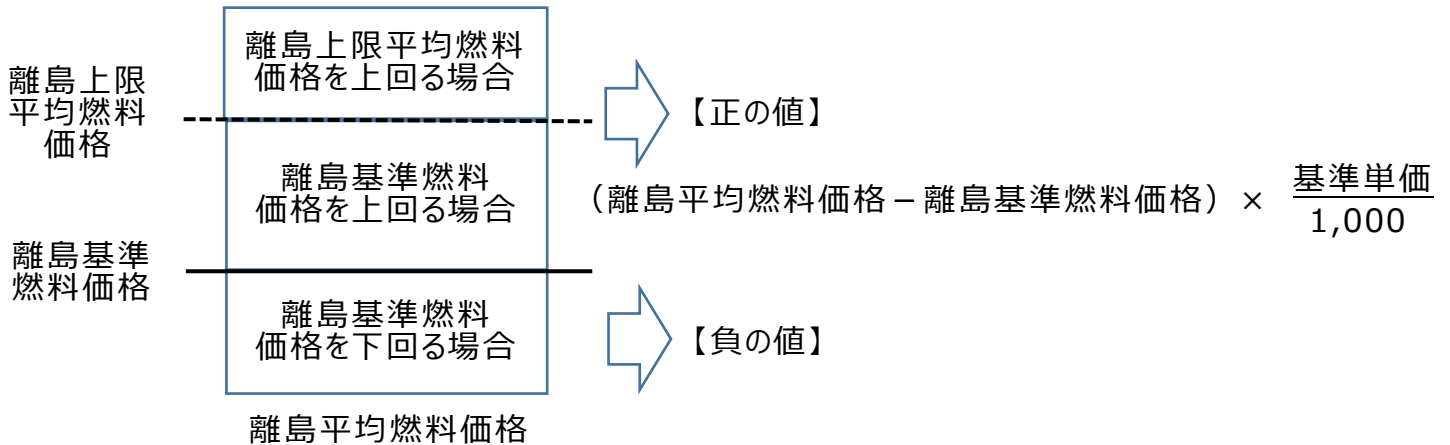 離島上限平均燃料
価格を上回る場合
離島上限
平均燃料
価格
【正の値】
離島基準燃料
価格を上回る場合
（離島平均燃料価格－離島基準燃料価格）× 基準単価
1,000
離島基準
燃料価格
離島基準燃料
価格を下回る場合
【負の値】
離島平均燃料価格